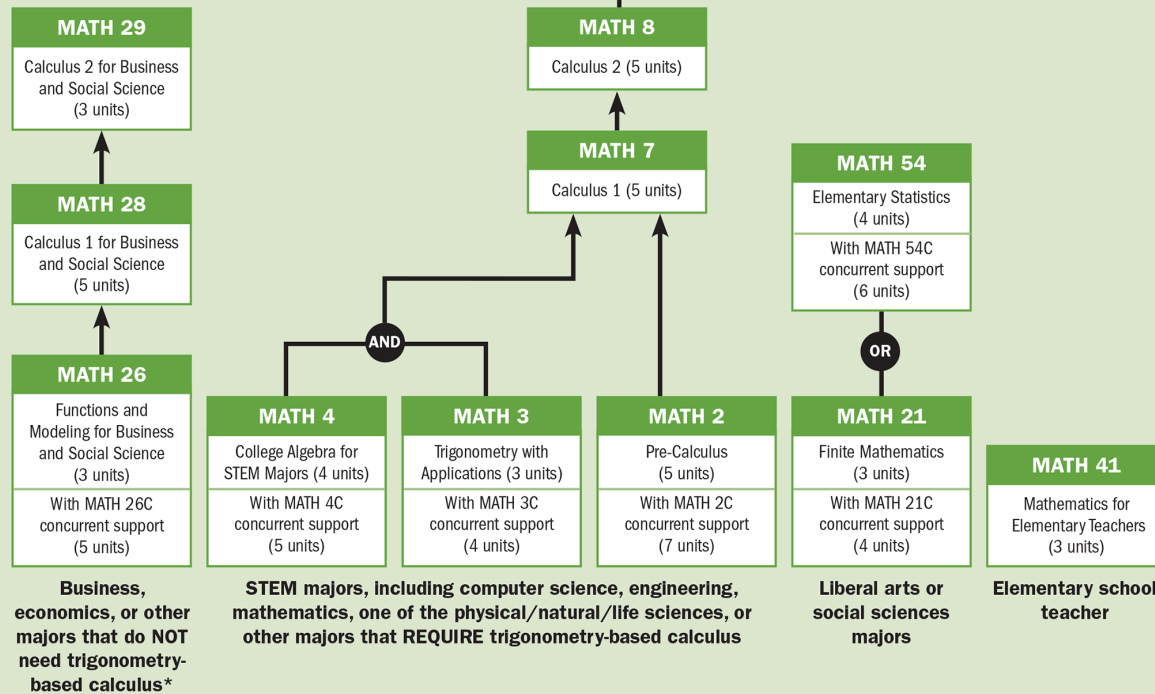 MATH 29
Calculus 2 for Business
and Social Science
(3 units)
MATH 28
Calculus 1 for Business
and Social Science
(5 units)
MATH 26
Functions and
Modeling for Business
and Social Science
(3 units)
With MATH 26C
concurrent support
(5 units)
Business,
economics, or other
majors that do NOT
need trigonometry-
based calculus*
MATH 8
Calculus 2 (5 units)
MATH 7
Calculus 1 (5 units)
AND
MATH 4
College Algebra for
STEM Majors (4 units)
With MATH 4C
concurrent support
(5 units)
MATH 3
Trigonometry with
Applications (3 units)
With MATH 3C
concurrent support
(4 units)
MATH 2
Pre-Calculus
(5 units)
With MATH 2C
concurrent support
(7 units)
STEM majors, including computer science, engineering,
mathematics, one of the physical/natural/life sciences, or
other majors that REQUIRE trigonometry-based calculus
MATH 54
Elementary Statistics
(4 units)
With MATH 54C
concurrent support
(6 units)
OR
MATH 21
Finite Mathematics
(3 units)
With MATH 21C
concurrent support
(4 units)
Liberal arts or
social sciences
majors
MATH 41
Mathematics for
Elementary Teachers
(3 units)
Elementary school
teacher